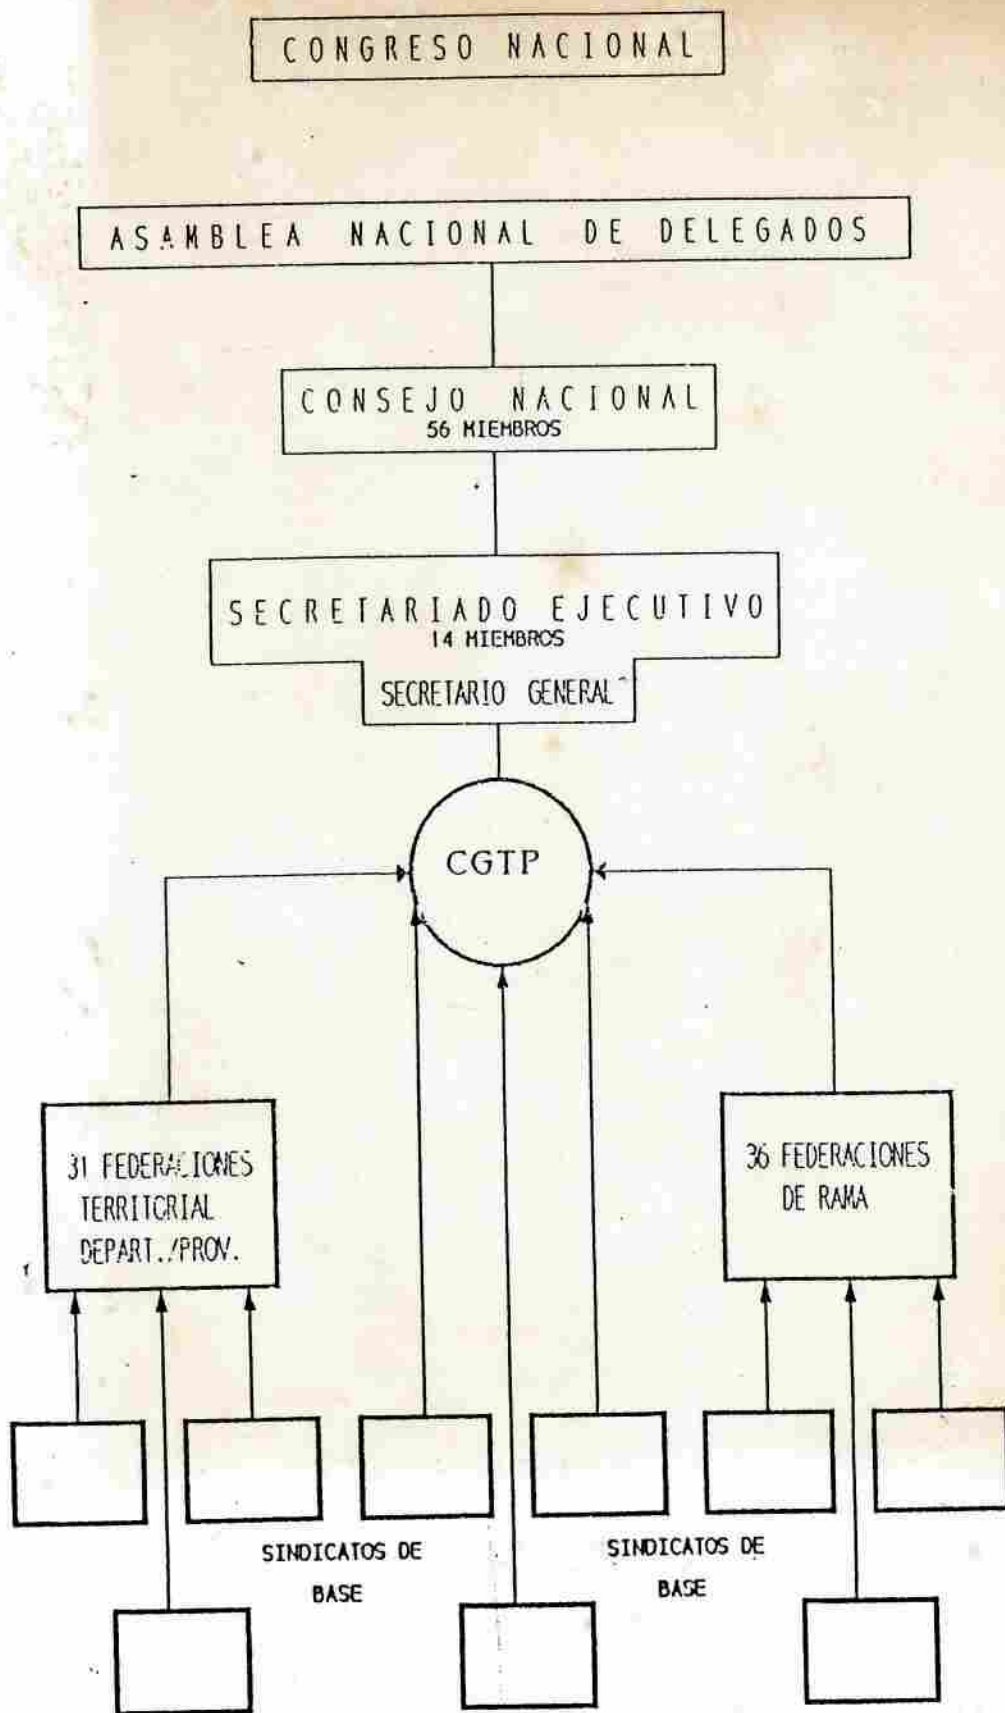 CONGRESO NACIONAL
ASAMBLEA NACIONAL DE DELEGADOS
CONSEJO NACIONAL
56 MIEMBROS
SECRETARIADO EJECUTIVO
14 MIEMBROS
SECRETARIO GENERAL
CGTP
31 FEDERACIONES
TERRITORIAL
DEPART./PROV.
36 FEDERACIONES
DE RAMA
SINDICATOS DE
BASE
SINDICATOS DE
BASE